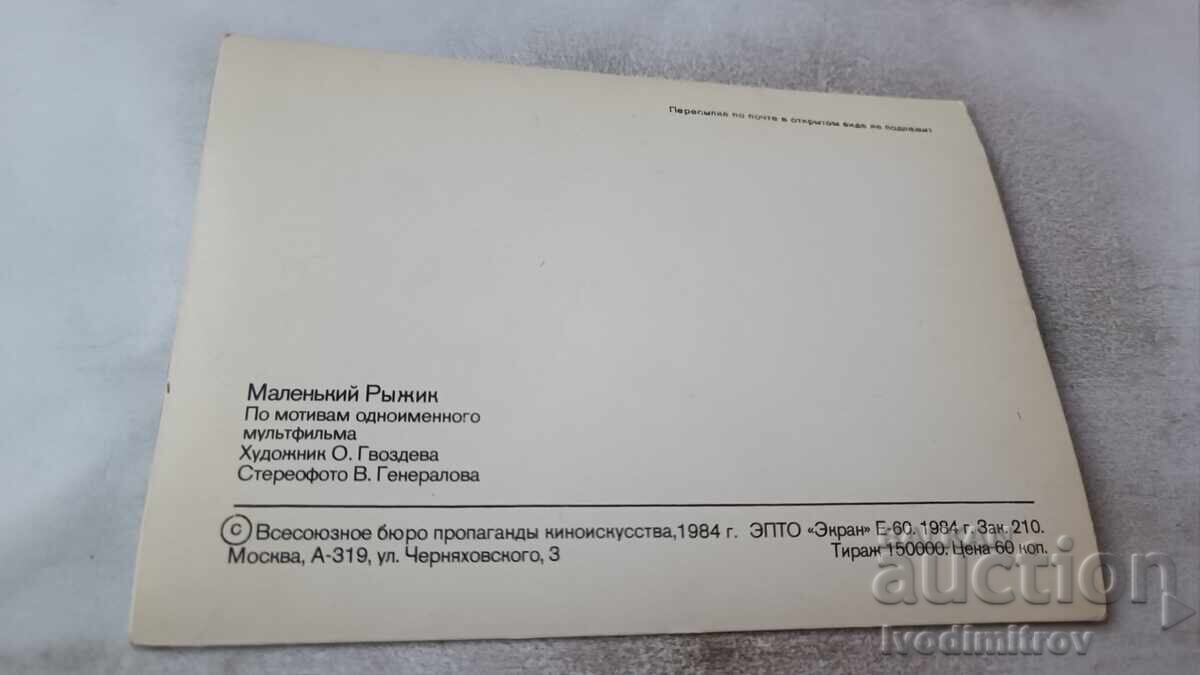 Пересылке по почте в открытом виде не подлежит
Маленький Рыжик
По мотивам одноименного
мультфильма
Художник О. Гвоздева
Стереофото В. Генералова
© Всесоюзное бюро пропаганды киноискусства, 1984 г. ЭПТО «Экран» Е-60. 1984 г. Зак. 210.
Москва, А-319, ул. Черняховского, 3 Тираж 150000. Цена 60 коп.
auction
Ivodimitrov